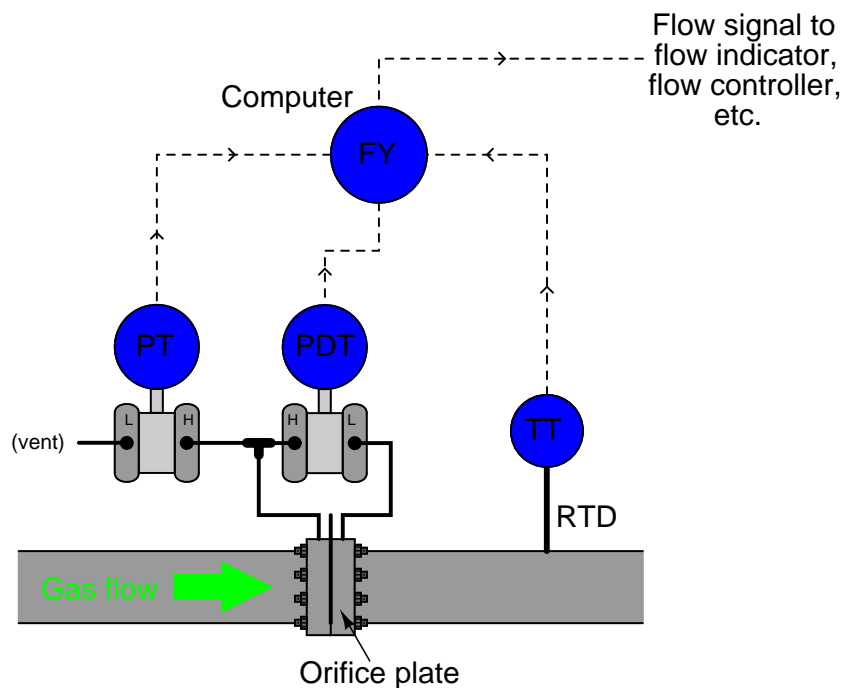 Flow signal to
flow indicator,
flow controller,
etc.
Computer
FY
PT
PDT
L
H
H
L
(vent)
TT
RTD
Gas flow
Orifice plate